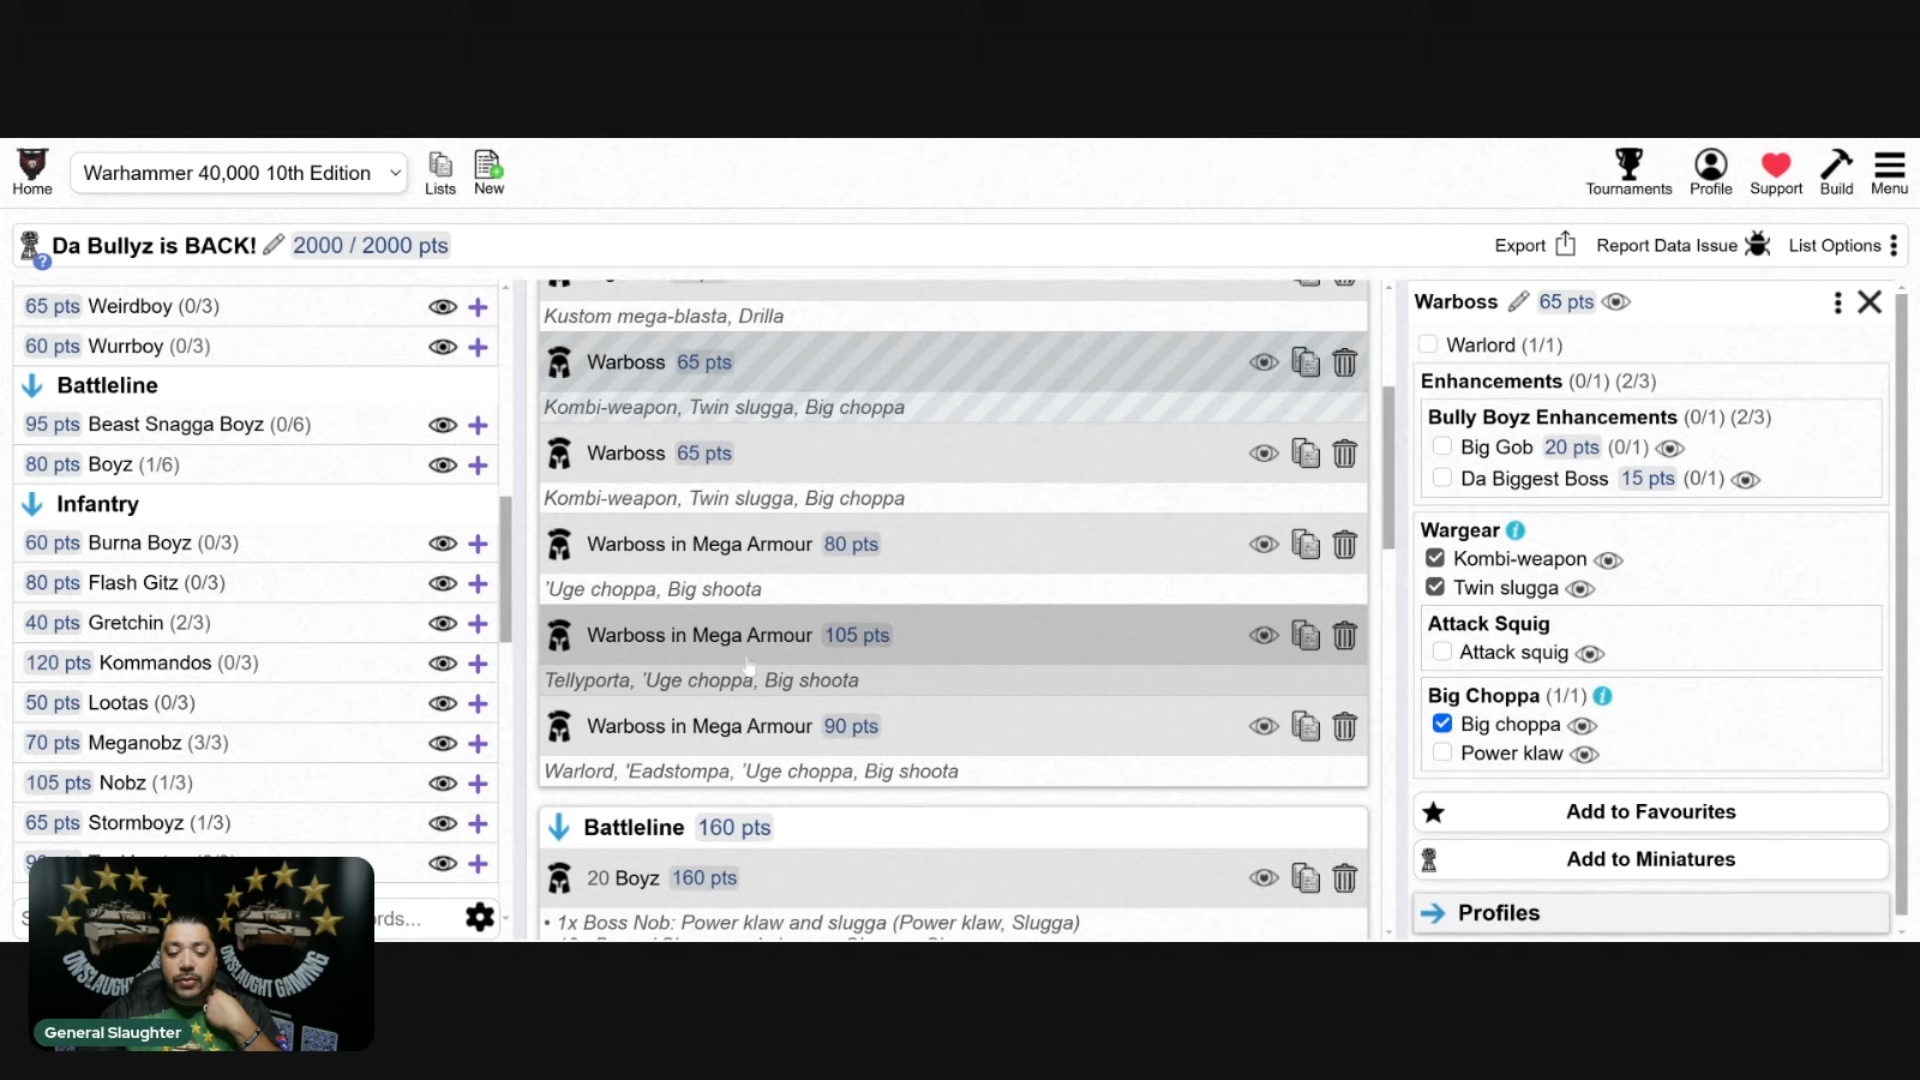 Home
Warhammer 40,000 10th Edition
Lists
New
Tournaments
Profile
Support
Build
Menu
Da Bullyz is BACK! 2000 / 2000 pts
Export
Report Data Issue
List Options
65 pts Weirdboy (0/3)
60 pts Wurrboy (0/3)
Battleline
95 pts Beast Snagga Boyz (0/6)
80 pts Boyz (1/6)
Infantry
60 pts Burna Boyz (0/3)
80 pts Flash Gitz (0/3)
40 pts Gretchin (2/3)
120 pts Kommandos (0/3)
50 pts Lootas (0/3)
70 pts Meganobz (3/3)
105 pts Nobz (1/3)
65 pts Stormboyz (1/3)
Kustom mega-blasta, Drilla
Warboss 65 pts
Kombi-weapon, Twin slugga, Big choppa
Warboss 65 pts
Kombi-weapon, Twin slugga, Big choppa
Warboss in Mega Armour 80 pts
'Uge choppa, Big shoota
Warboss in Mega Armour 105 pts
Tellyporta, 'Uge choppa, Big shoota
Warboss in Mega Armour 90 pts
Warlord, 'Eadstompa, 'Uge choppa, Big shoota
Battleline 160 pts
20 Boyz 160 pts
• 1x Boss Nob: Power klaw and slugga (Power klaw, Slugga)
Warboss 65 pts
Warlord (1/1)
Enhancements (0/1) (2/3)
Bully Boyz Enhancements (0/1) (2/3)
Big Gob 20 pts (0/1)
Da Biggest Boss 15 pts (0/1)
Wargear
Kombi-weapon
Twin slugga
Attack Squig
Attack squig
Big Choppa (1/1)
Big choppa
Power klaw
Add to Favourites
Add to Miniatures
Profiles
rds...
ONSLAUGHT GAMING
General Slaughter